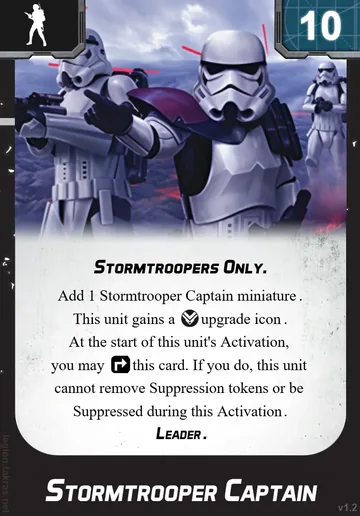 10
Stormtroopers Only.
Add 1 Stormtrooper Captain miniature.
This unit gains a upgrade icon.
At the start of this unit's Activation,
you may this card. If you do, this unit
cannot remove Suppression tokens or be
Suppressed during this Activation.
Leader.
Stormtrooper Captain
v1.2